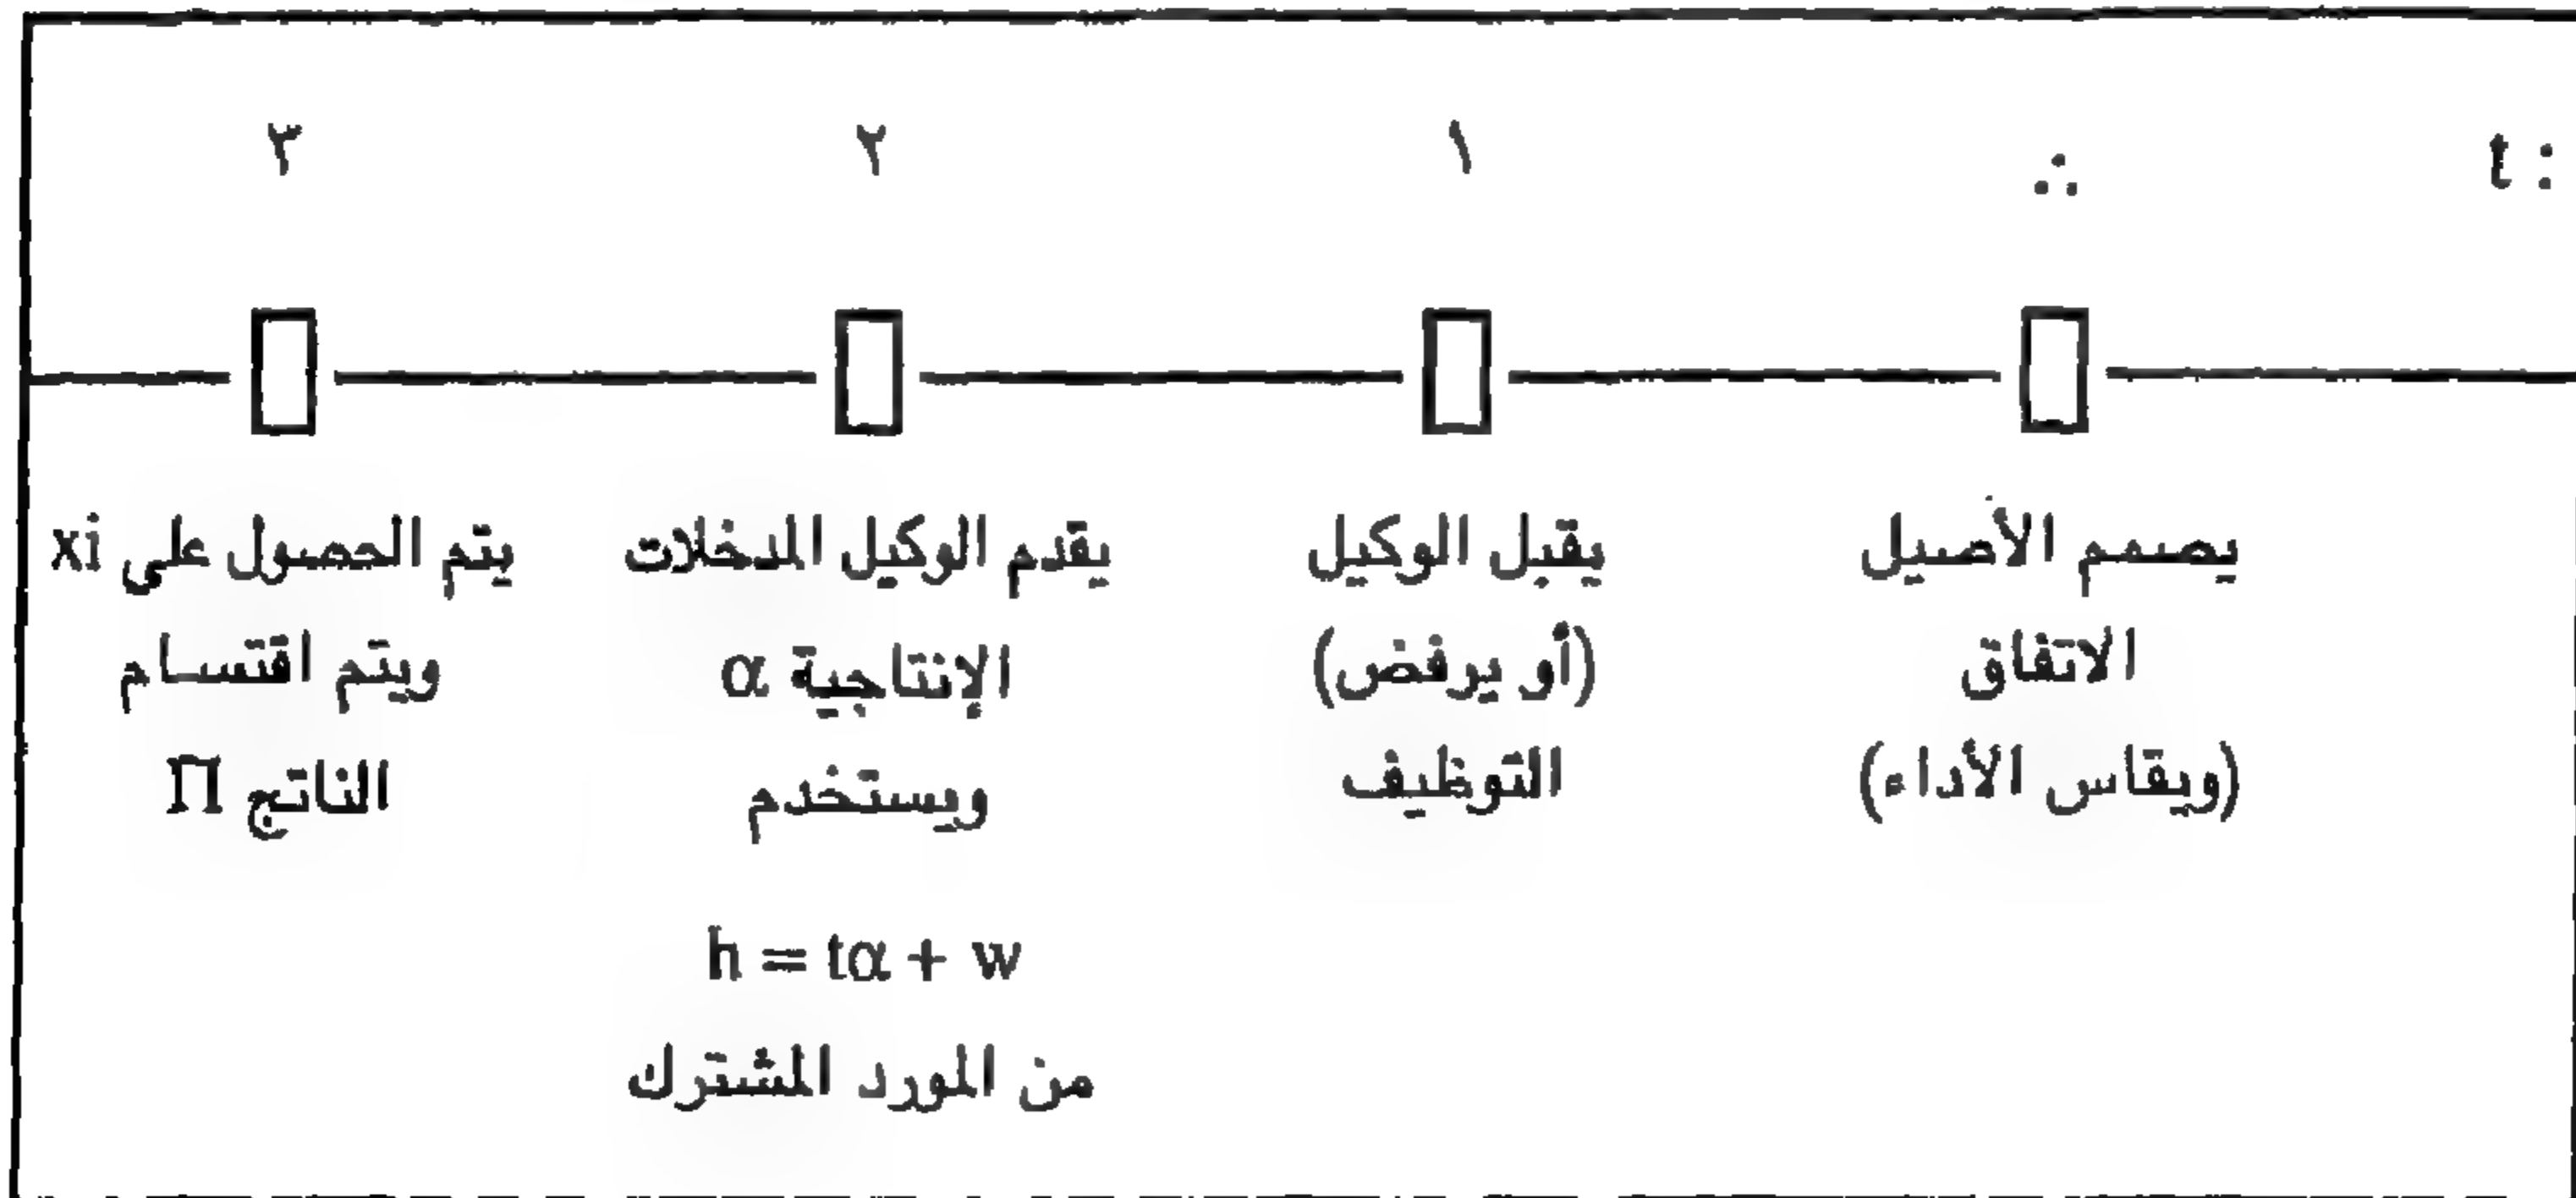 t :
∴
١
٢
٣
يصمم الأصيل
الاتفاق
(ويقاس الأداء)
يقبل الوكيل
(أو يرفض)
التوظيف
يقدم الوكيل المدخلات
الإنتاجية α
ويستخدم
h = tα + w
من المورد المشترك
يتم الحصول على xi
ويتم اقتسام
الناتج Π